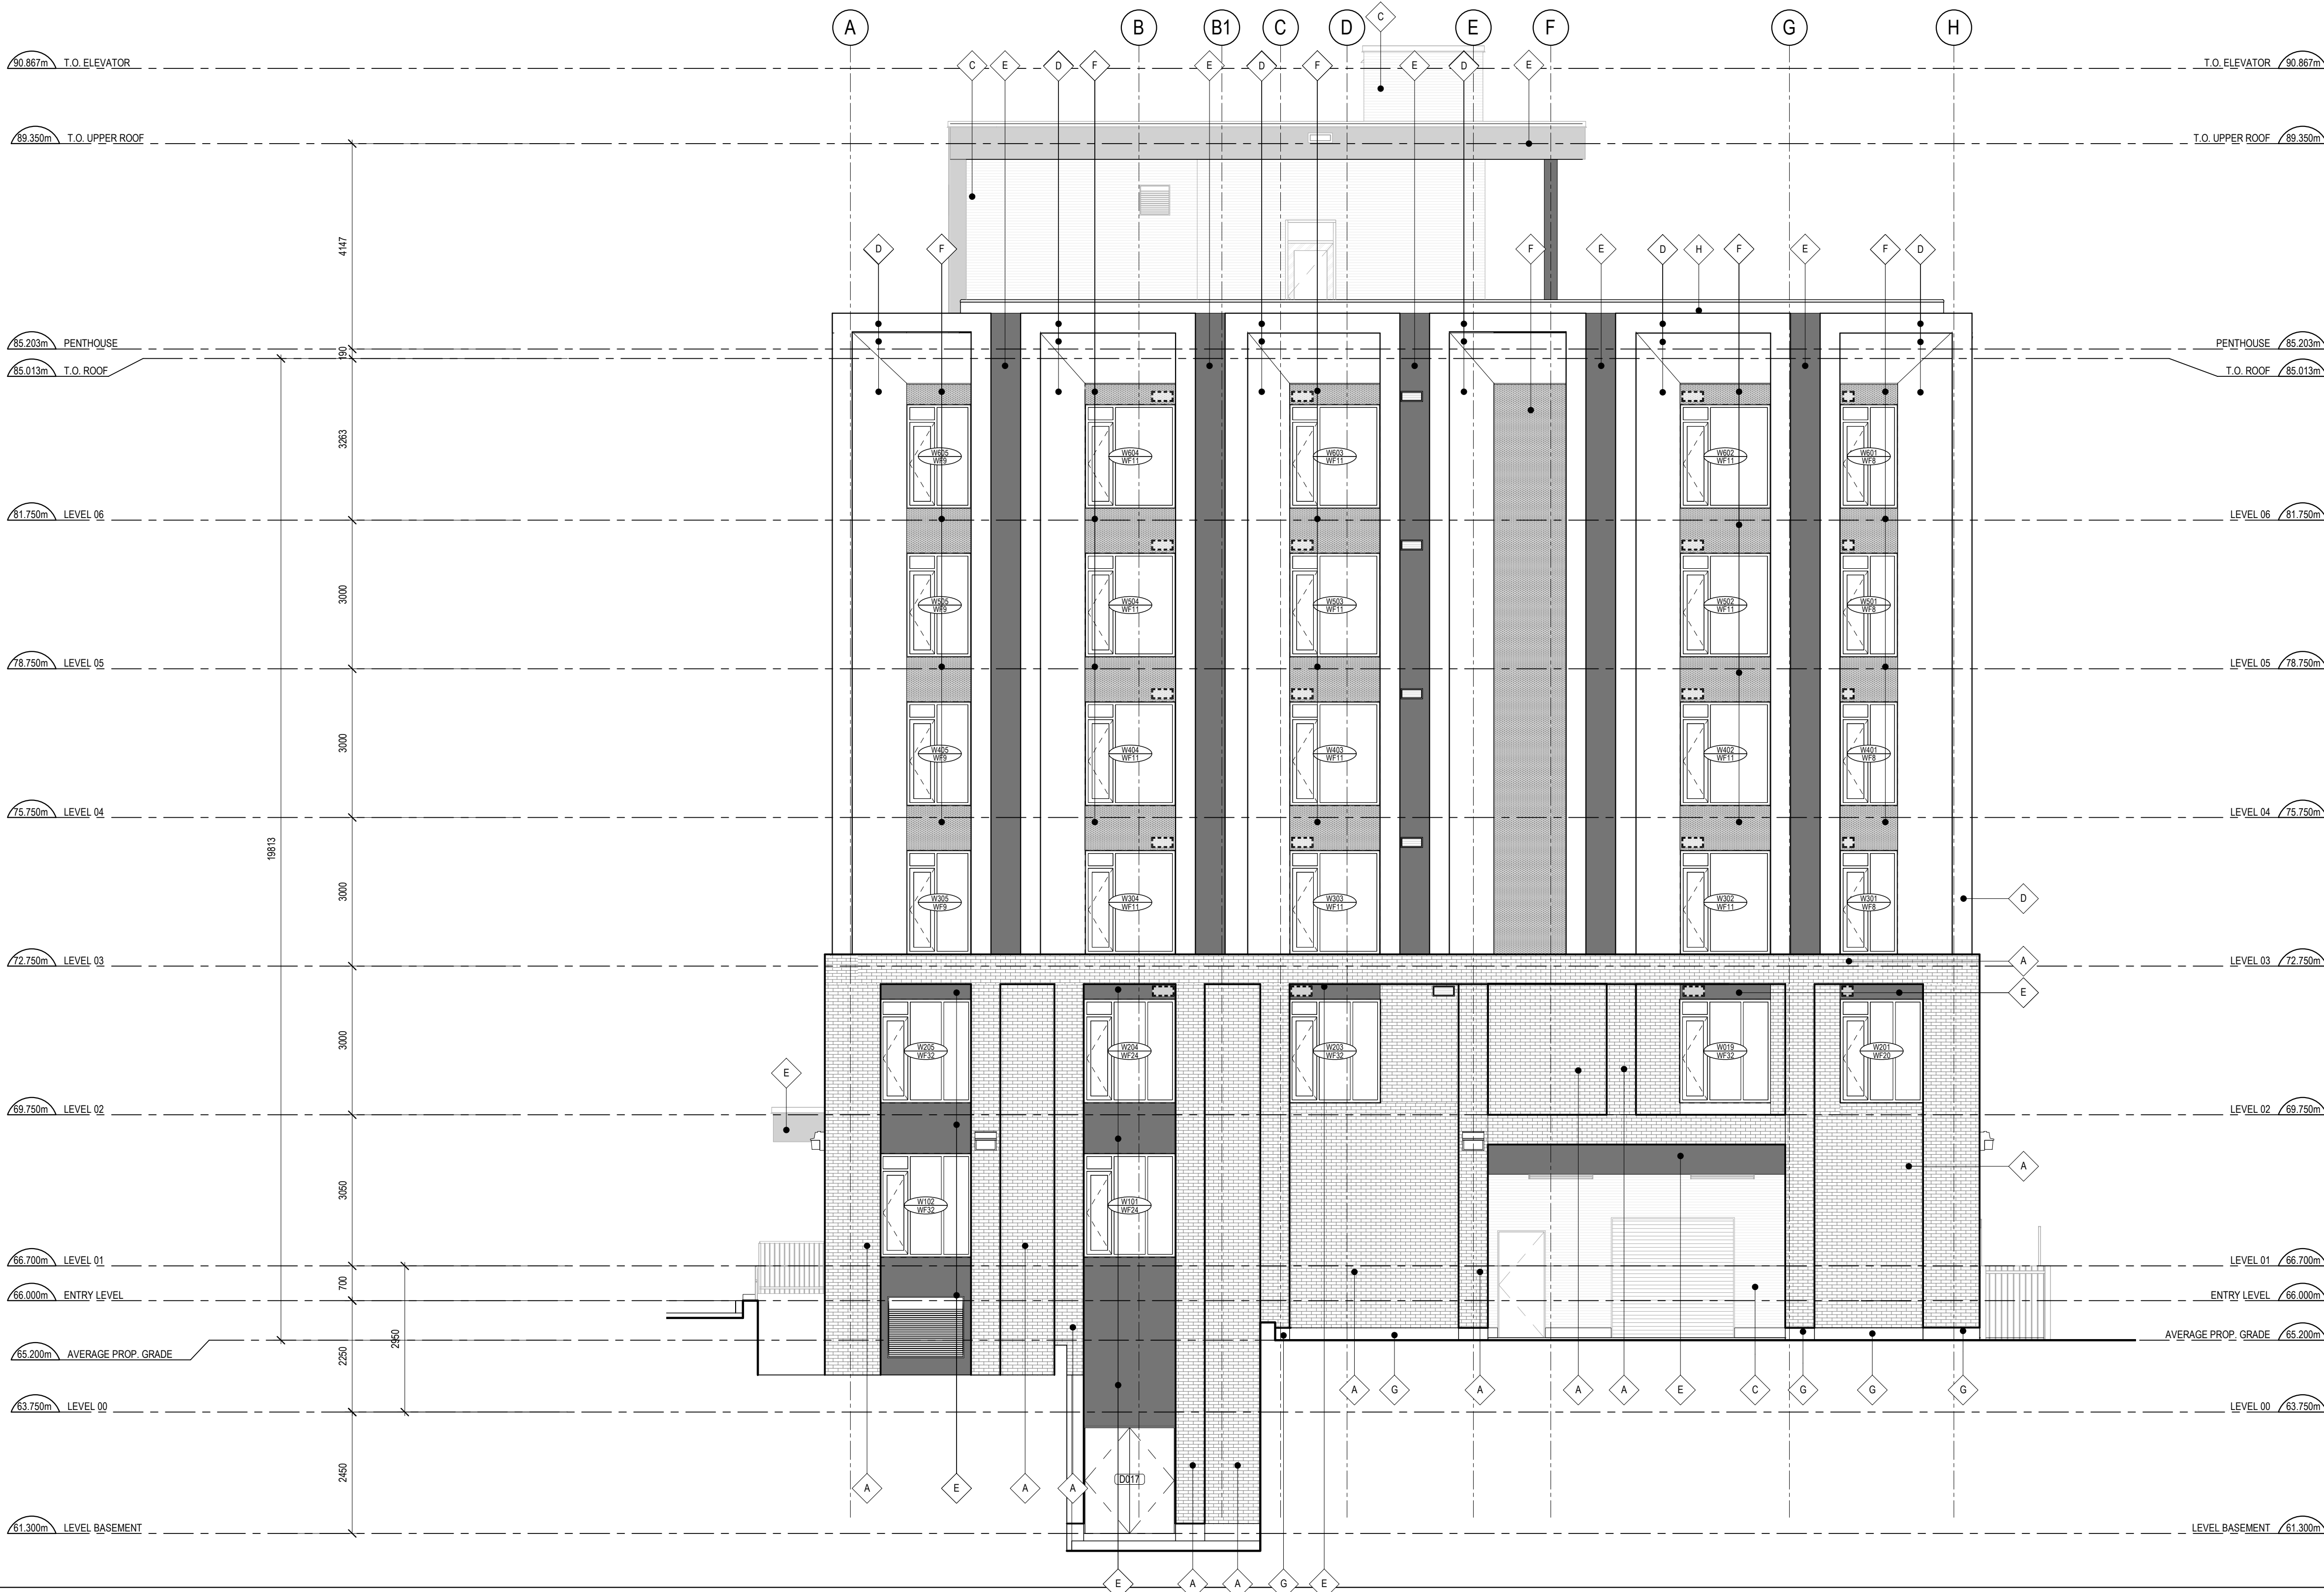 A B B1 C D E F G H
C
90.867m T.O. ELEVATOR
C E D F E D F E D E
T.O. ELEVATOR 90.867m
89.350m T.O. UPPER ROOF
T.O. UPPER ROOF 89.350m
4147
D F F E D H F E F D
85.203m PENTHOUSE
PENTHOUSE 85.203m
190
85.013m T.O. ROOF
T.O. ROOF 85.013m
3263
W605 W604 W603 W602 W601
WF9 WF11 WF11 WF11 WF8
81.750m LEVEL 06
LEVEL 06 81.750m
3000
W505 W504 W503 W502 W501
WF9 WF11 WF11 WF11 WF8
78.750m LEVEL 05
LEVEL 05 78.750m
3000
W405 W404 W403 W402 W401
WF9 WF11 WF11 WF11 WF8
75.750m LEVEL 04
LEVEL 04 75.750m
19813
3000
W305 W304 W303 W302 W301
WF9 WF11 WF11 WF11 WF8
D
72.750m LEVEL 03
A
LEVEL 03 72.750m
E
3000
W205 W204 W203 W019 W201
WF32 WF24 WF32 WF32 WF20
E
69.750m LEVEL 02
LEVEL 02 69.750m
A
3050
W102 W101
WF32 WF24
66.700m LEVEL 01
LEVEL 01 66.700m
700
66.000m ENTRY LEVEL
ENTRY LEVEL 66.000m
2950
65.200m AVERAGE PROP. GRADE
AVERAGE PROP. GRADE 65.200m
2250
A G A A A E C G G G
63.750m LEVEL 00
LEVEL 00 63.750m
2450
D017
A E A A
61.300m LEVEL BASEMENT
LEVEL BASEMENT 61.300m
E A A G E